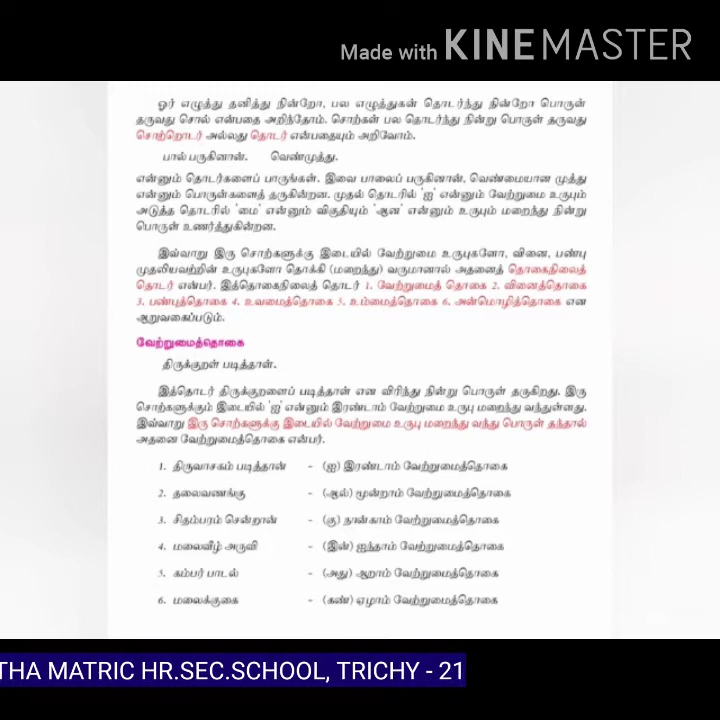 Made with KINEMASTER
ஓர் எழுத்து தனித்து நின்றோ, பல எழுத்துகள் தொடர்ந்து நின்றோ பொருள்
தருவது சொல் என்பதை அறிந்தோம். சொற்கள் பல தொடர்ந்து நின்று பொருள் தருவது
சொற்றொடர் அல்லது தொடர் என்பதையும் அறிவோம்.
பால் பருகினான். வெண்முத்து.
என்னும் தொடர்களைப் பாருங்கள். இவை பாலைப் பருகினான், வெண்மையான முத்து
என்னும் பொருள்களைத் தருகின்றன. முதல் தொடரில் 'ஐ' என்னும் வேற்றுமை உருபும்
அடுத்த தொடரில் 'மை' என்னும் விகுதியும் 'ஆன' என்னும் உருபும் மறைந்து நின்று
பொருள் உணர்த்துகின்றன.
இவ்வாறு இரு சொற்களுக்கு இடையில் வேற்றுமை உருபுகளோ, வினை, பண்பு
முதலியவற்றின் உருபுகளோ தொக்கி (மறைந்து) வருமானால் அதனைத் தொகைநிலைத்
தொடர் என்பர். இத்தொகைநிலைத் தொடர் 1. வேற்றுமைத் தொகை 2. வினைத்தொகை
3. பண்புத்தொகை 4. உவமைத்தொகை 5. உம்மைத்தொகை 6. அன்மொழித்தொகை என
ஆறுவகைப்படும்.
வேற்றுமைத்தொகை
திருக்குறள் படித்தாள்.
இத்தொடர் திருக்குறளைப் படித்தாள் என விரிந்து நின்று பொருள் தருகிறது. இரு
சொற்களுக்கும் இடையில் 'ஐ' என்னும் இரண்டாம் வேற்றுமை உருபு மறைந்து வந்துள்ளது.
இவ்வாறு இரு சொற்களுக்கு இடையில் வேற்றுமை உருபு மறைந்து வந்து பொருள் தந்தால்
அதனை வேற்றுமைத்தொகை என்பர்.
1. திருவாசகம் படித்தான் - (ஐ) இரண்டாம் வேற்றுமைத்தொகை
2. தலைவணங்கு - (ஆல்) மூன்றாம் வேற்றுமைத்தொகை
3. சிதம்பரம் சென்றான் - (கு) நான்காம் வேற்றுமைத்தொகை
4. மலைவீழ் அருவி - (இன்) ஐந்தாம் வேற்றுமைத்தொகை
5. கம்பர் பாடல் - (அது) ஆறாம் வேற்றுமைத்தொகை
6. மலைக்குகை - (கண்) ஏழாம் வேற்றுமைத்தொகை
THA MATRIC HR.SEC.SCHOOL, TRICHY - 21